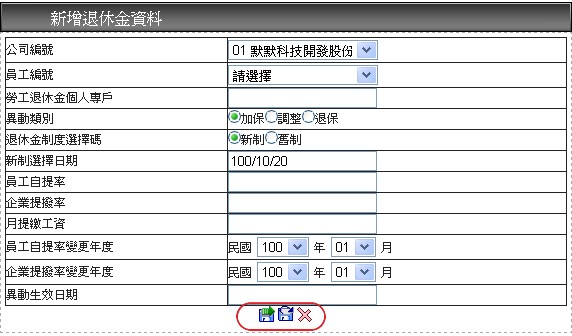 新增退休金資料
公司編號 01 默默科技開發股份
員工編號 請選擇
勞工退休金個人專戶
異動類別 加保 調整 退保
退休金制度選擇碼 新制 舊制
新制選擇日期 100/10/20
員工自提率
企業提撥率
月提繳工資
員工自提率變更年度 民國 100 年 01 月
企業提撥率變更年度 民國 100 年 01 月
異動生效日期